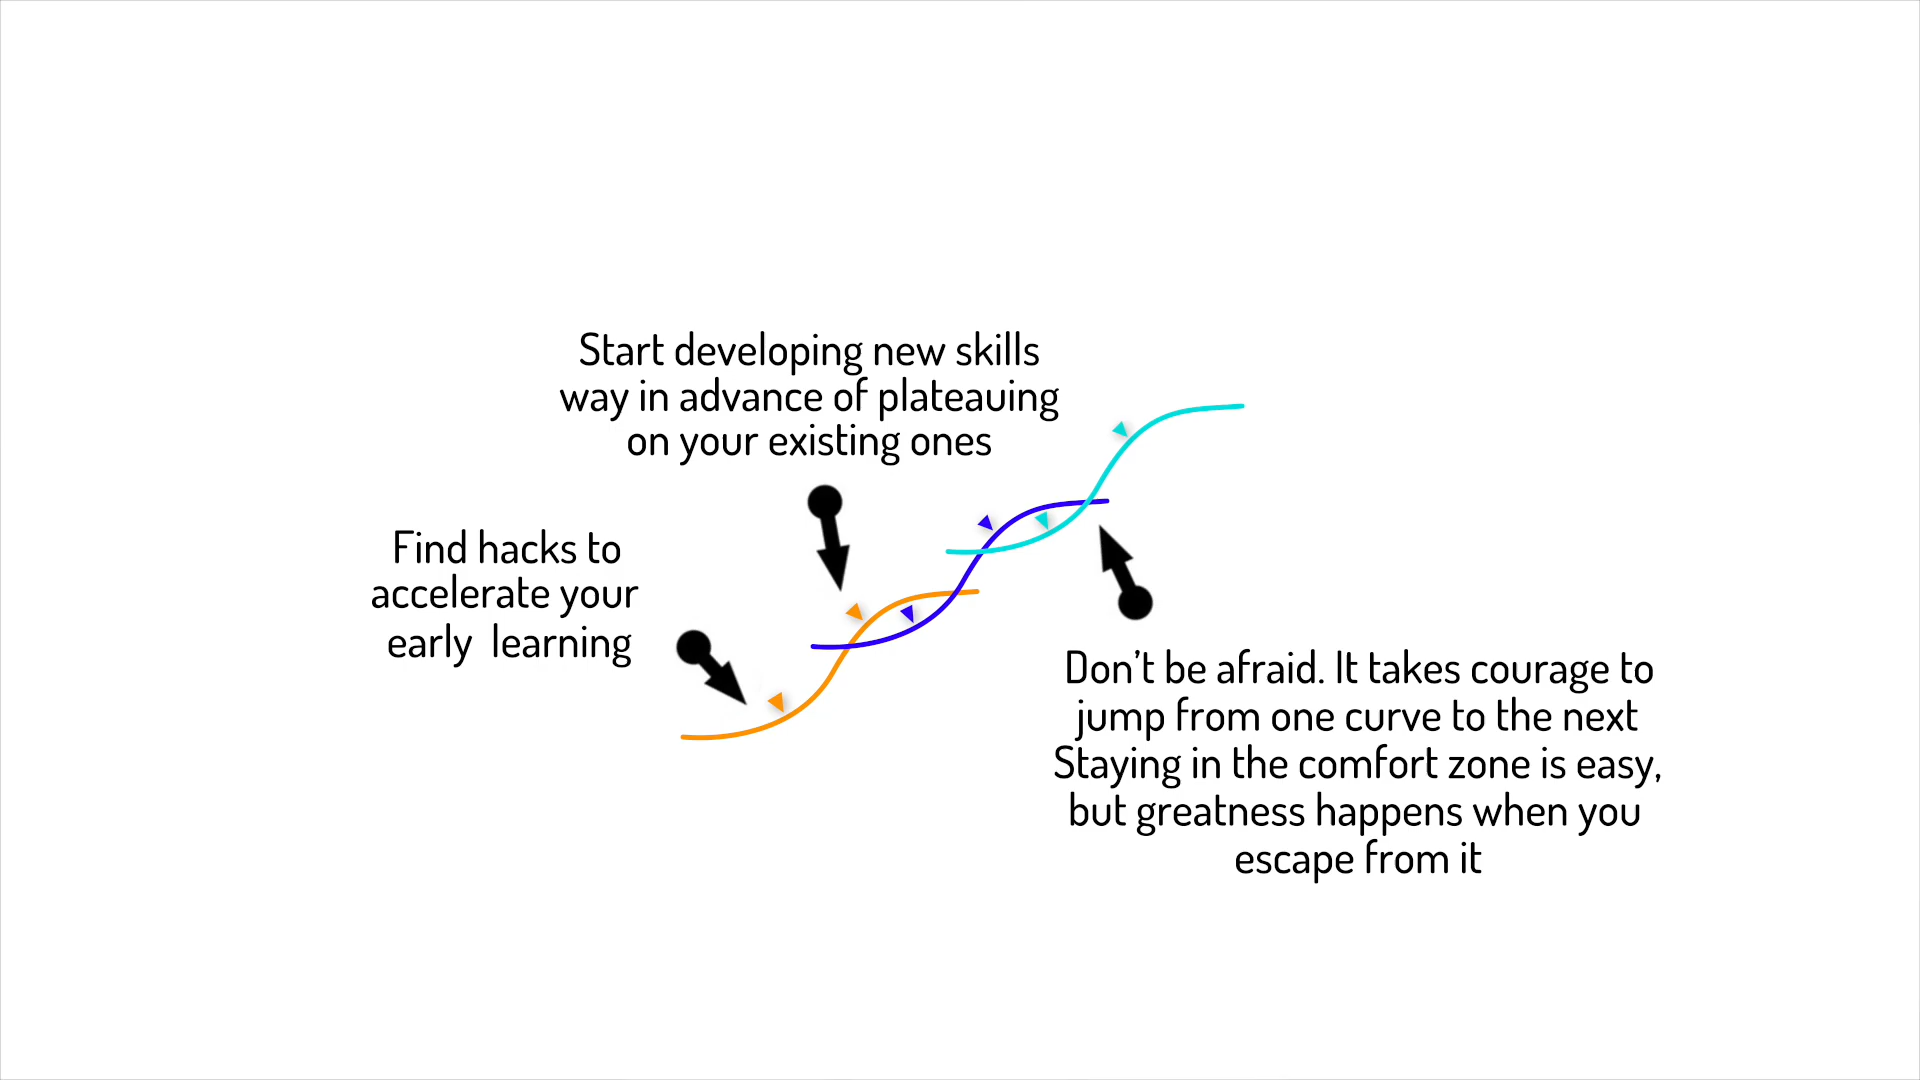 Start developing new skills
way in advance of plateauing
on your existing ones
Find hacks to
accelerate your
early learning
Don't be afraid. It takes courage to
jump from one curve to the next
Staying in the comfort zone is easy,
but greatness happens when you
escape from it